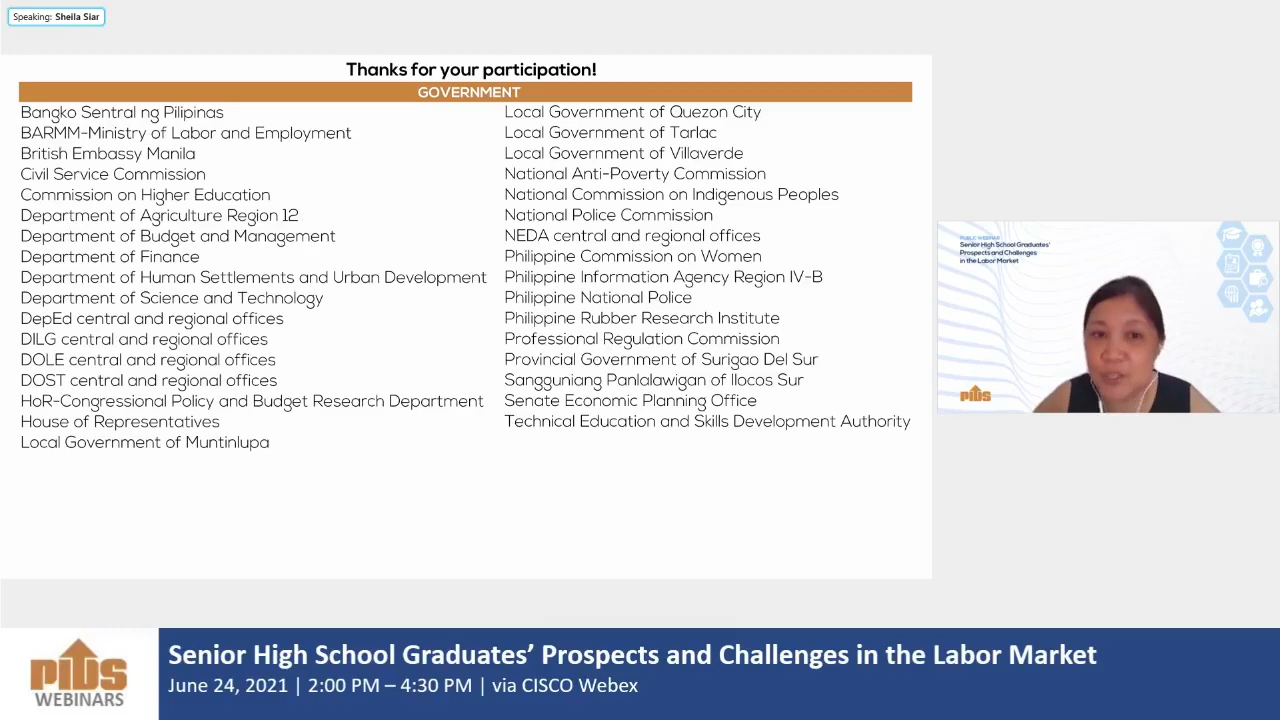 Speaking: Sheila Siar
Thanks for your participation!
GOVERNMENT
Bangko Sentral ng Pilipinas
BARMM-Ministry of Labor and Employment
British Embassy Manila
Civil Service Commission
Commission on Higher Education
Department of Agriculture Region 12
Department of Budget and Management
Department of Finance
Department of Human Settlements and Urban Development
Department of Science and Technology
DepEd central and regional offices
DILG central and regional offices
DOLE central and regional offices
DOST central and regional offices
HoR-Congressional Policy and Budget Research Department
House of Representatives
Local Government of Muntinlupa
Local Government of Quezon City
Local Government of Tarlac
Local Government of Villaverde
National Anti-Poverty Commission
National Commission on Indigenous Peoples
National Police Commission
NEDA central and regional offices
Philippine Commission on Women
Philippine Information Agency Region IV-B
Philippine National Police
Philippine Rubber Research Institute
Professional Regulation Commission
Provincial Government of Surigao Del Sur
Sangguniang Panlalawigan of Ilocos Sur
Senate Economic Planning Office
Technical Education and Skills Development Authority
PUBLIC WEBINAR
Senior High School Graduates'
Prospects and Challenges
in the Labor Market
PIDS
PIDS
WEBINARS
Senior High School Graduates’ Prospects and Challenges in the Labor Market
June 24, 2021 | 2:00 PM – 4:30 PM | via CISCO Webex